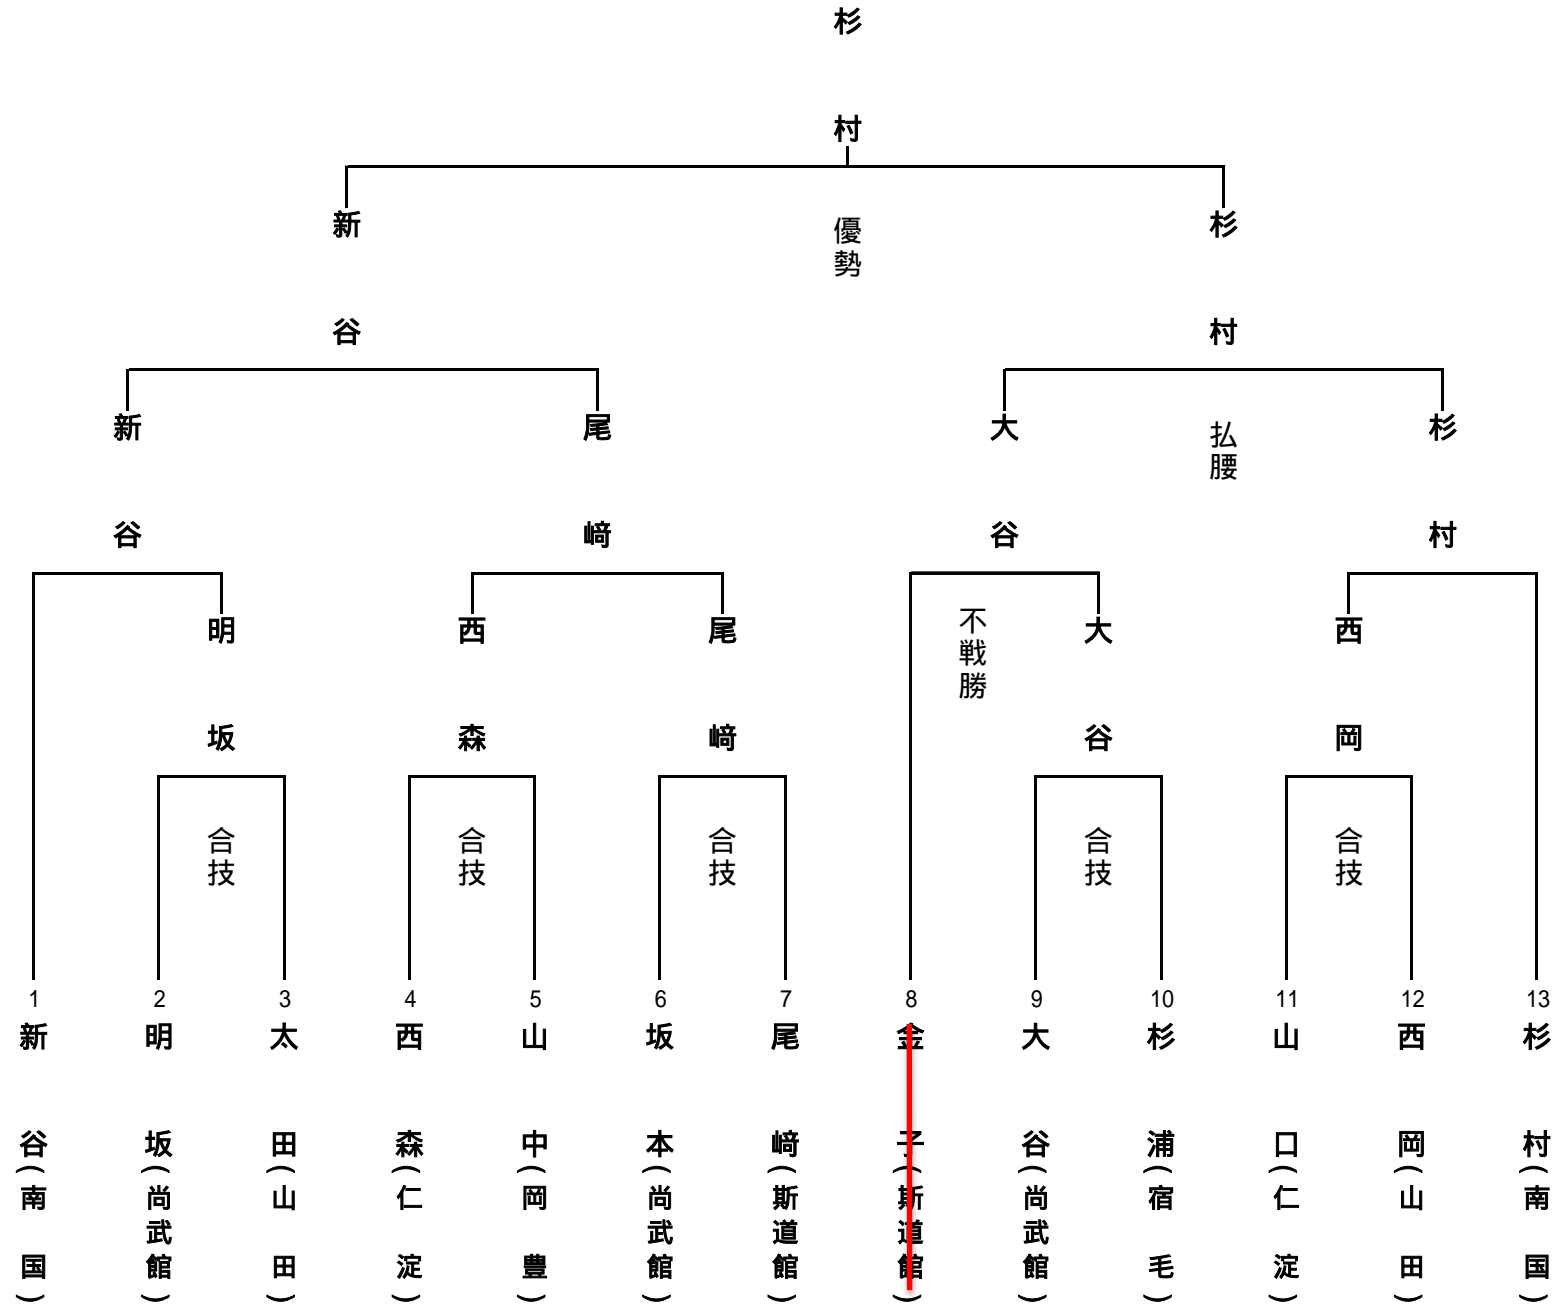 杉村
優勢
新谷
杉村
払腰
新谷
尾﨑
大谷
杉村
不戦勝
明坂
西森
尾﨑
大谷
西岡
合技
合技
合技
合技
合技
1
2
3
4
5
6
7
8
9
10
11
12
13
新谷(南国)
明坂(尚武館)
太田(山田)
西森(仁淀)
山中(岡豊)
坂本(尚武館)
尾﨑(斯道館)
金子(斯道館)
大谷(尚武館)
杉浦(宿毛)
山口(仁淀)
西岡(山田)
杉村(南国)